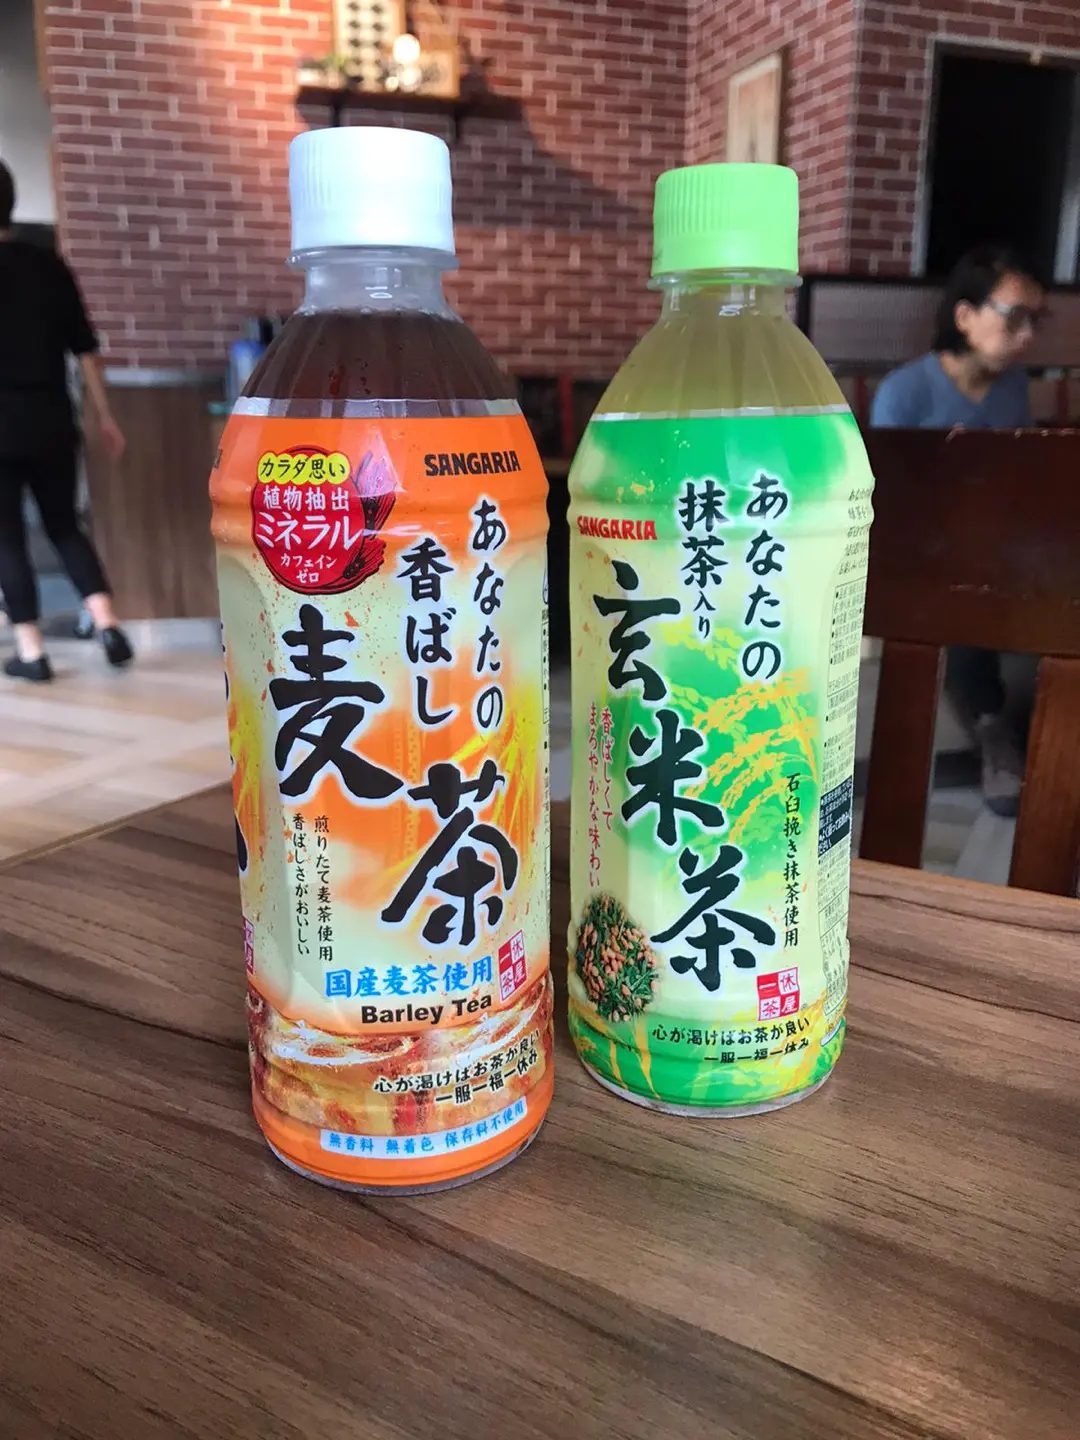 カラダ思い
植物抽出
ミネラル
カフェイン
ゼロ
SANGARIA
あなたの
香ばし
麦茶
煎りたて麦茶使用
香ばしさがおいしい
国産麦茶使用
Barley Tea
一休
茶屋
心が渇けばお茶が良い
一服一福一休み
無香料 無着色 保存料不使用
SANGARIA
あなたの
抹茶入り
玄米茶
香ばしくて
まろやかな味わい
石臼挽き抹茶使用
一休
茶屋
心が渇けばお茶が良い
一服一福一休み